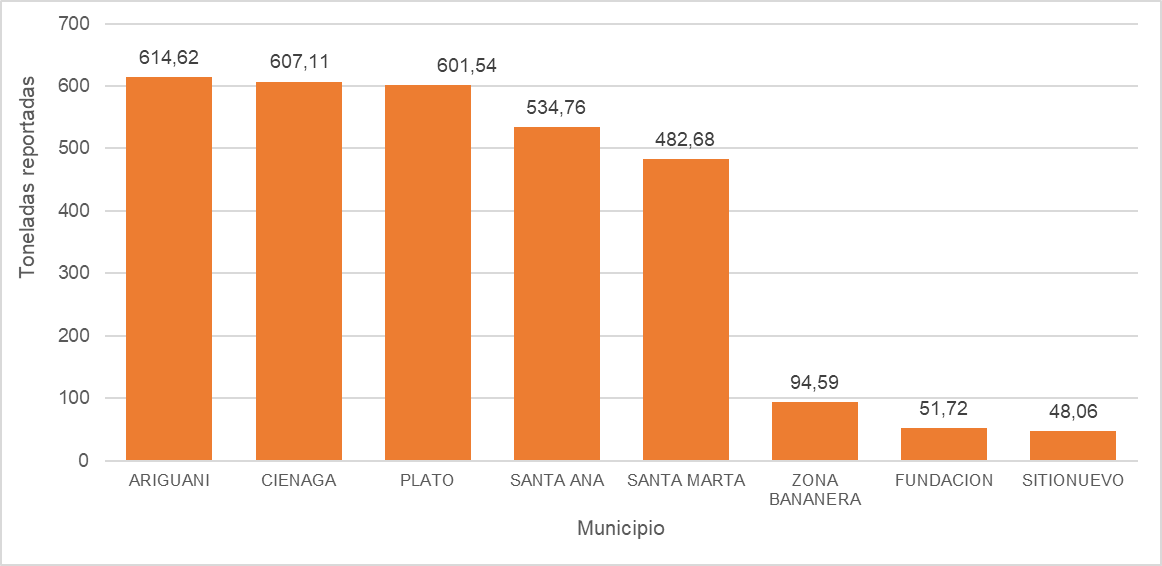 700
600
500
400
300
200
100
0
Toneladas reportadas
614,62
607,11
601,54
534,76
482,68
94,59
51,72
48,06
ARIGUANI
CIENAGA
PLATO
SANTA ANA
SANTA MARTA
ZONA
BANANERA
FUNDACION
SITIONUEVO
Municipio